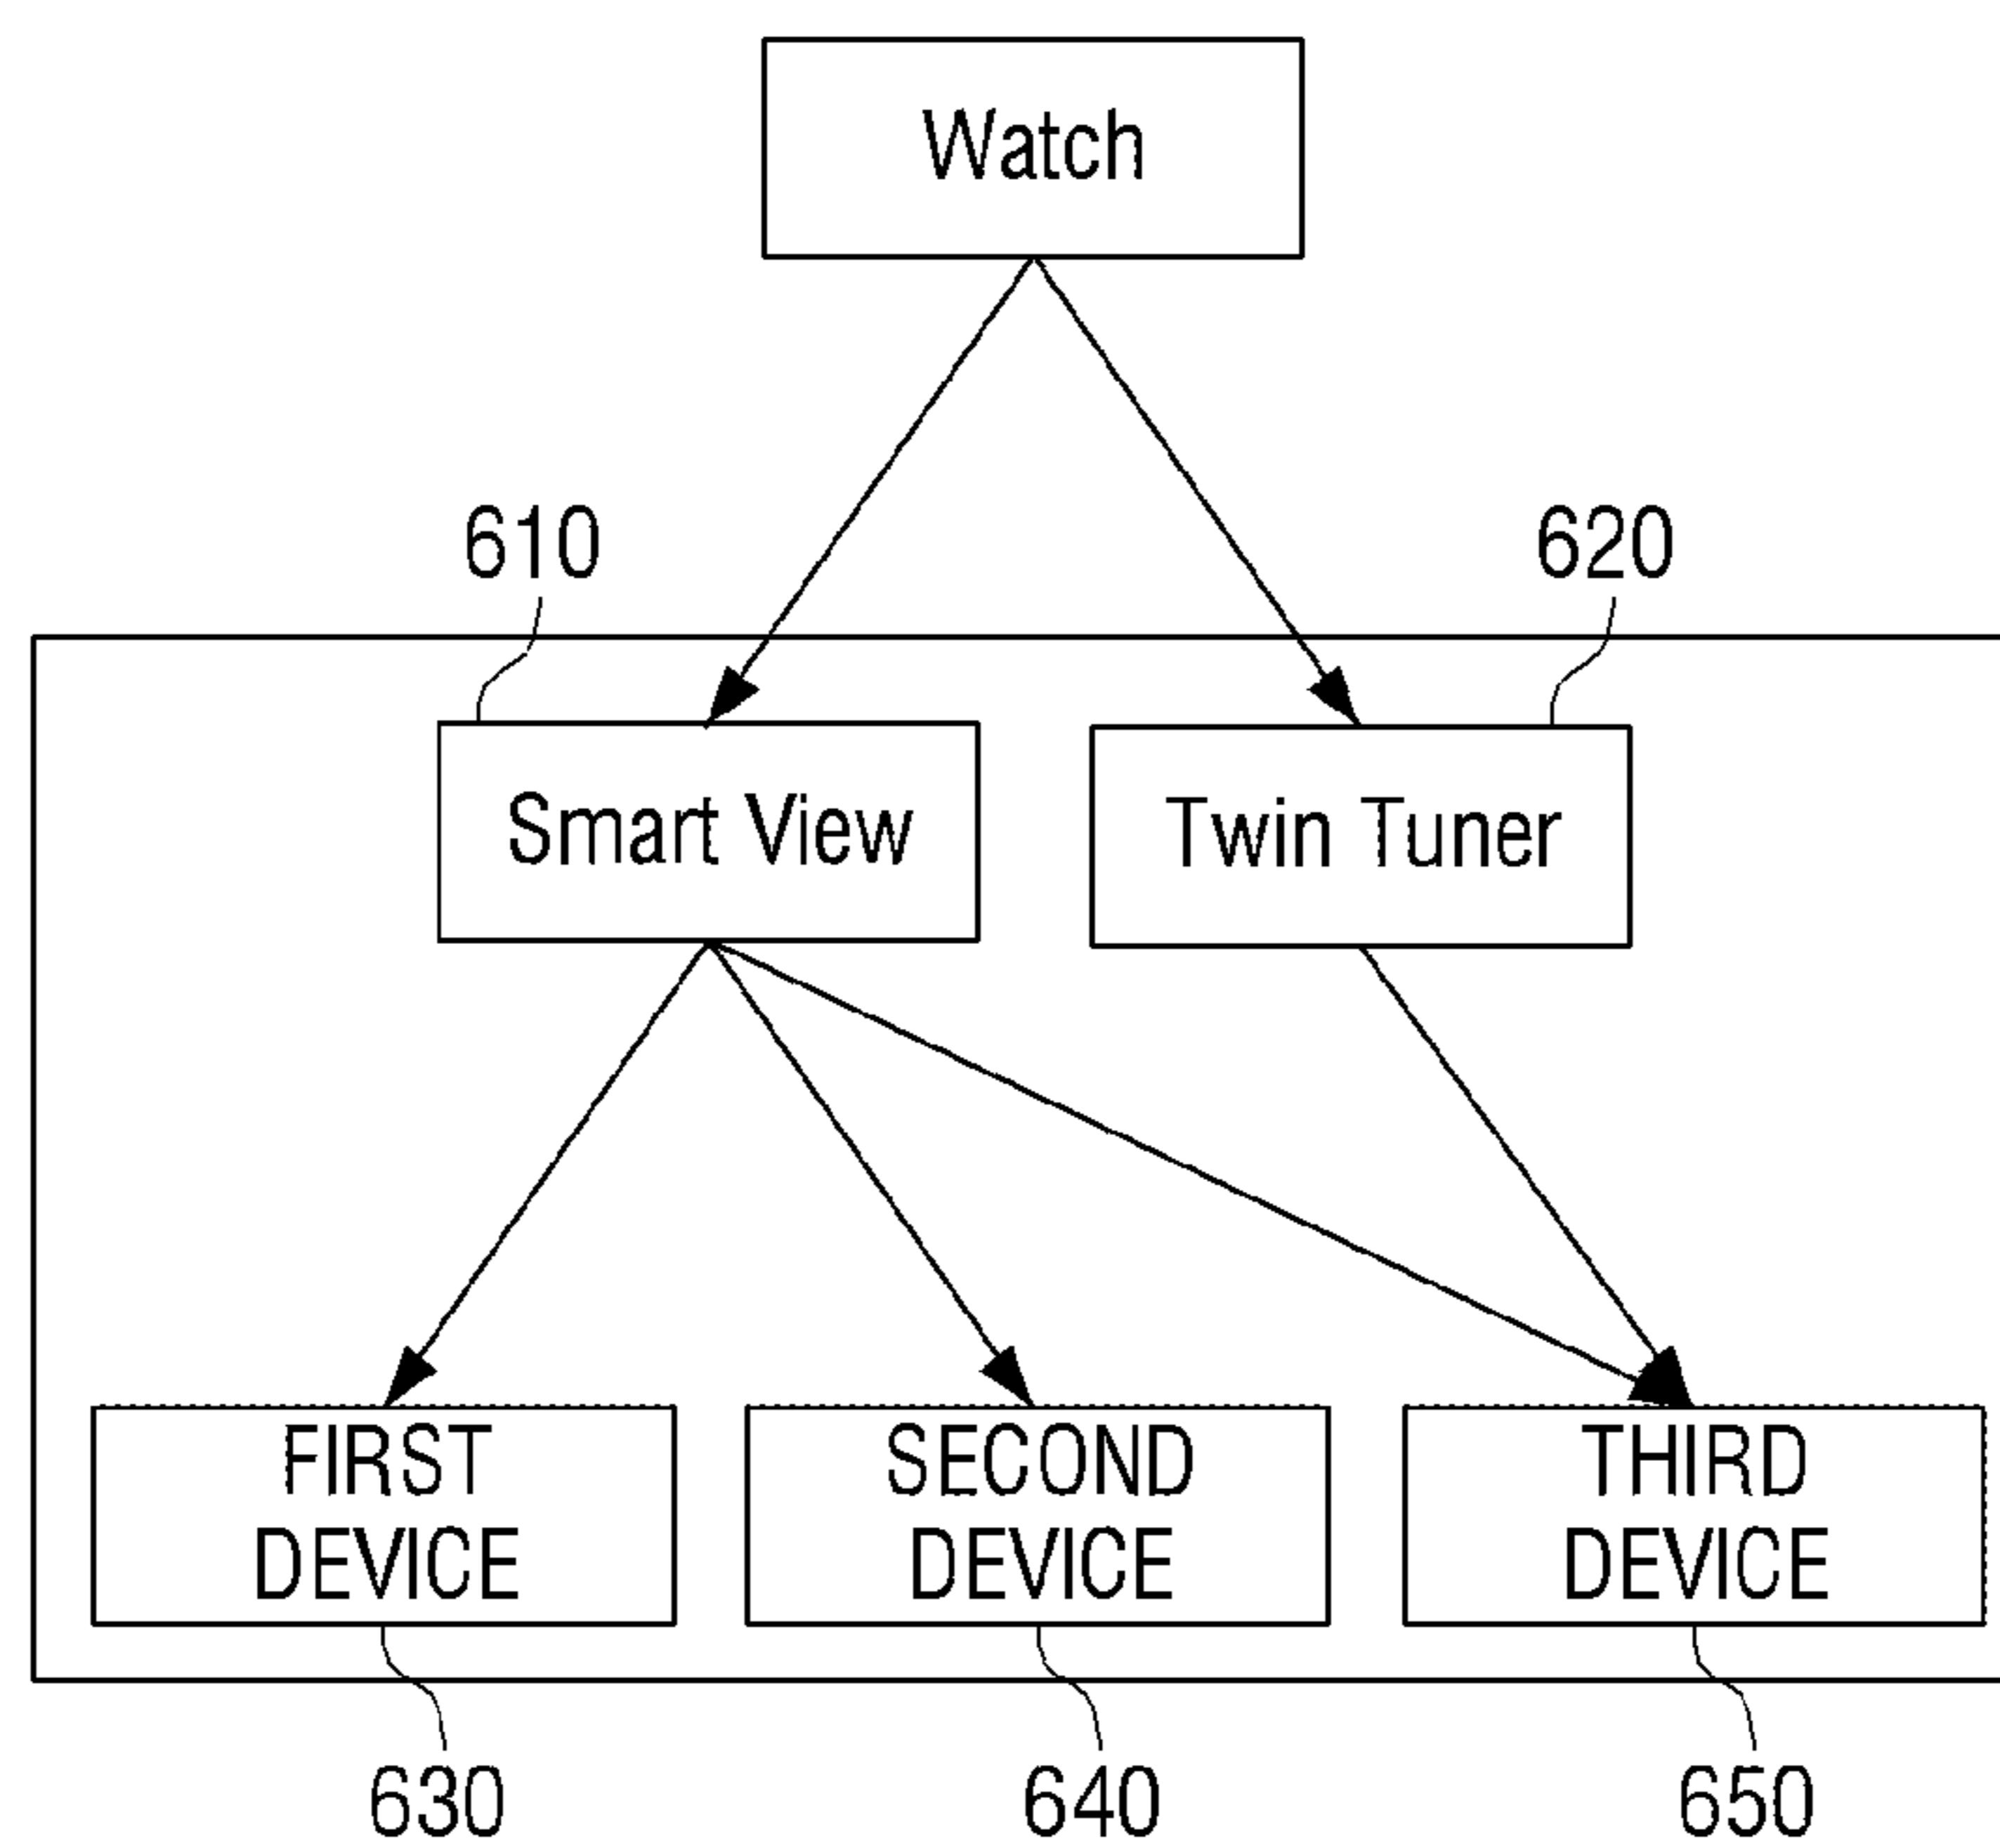 Watch
610
620
Smart View
Twin Tuner
FIRST
DEVICE
SECOND
DEVICE
THIRD
DEVICE
630
640
650